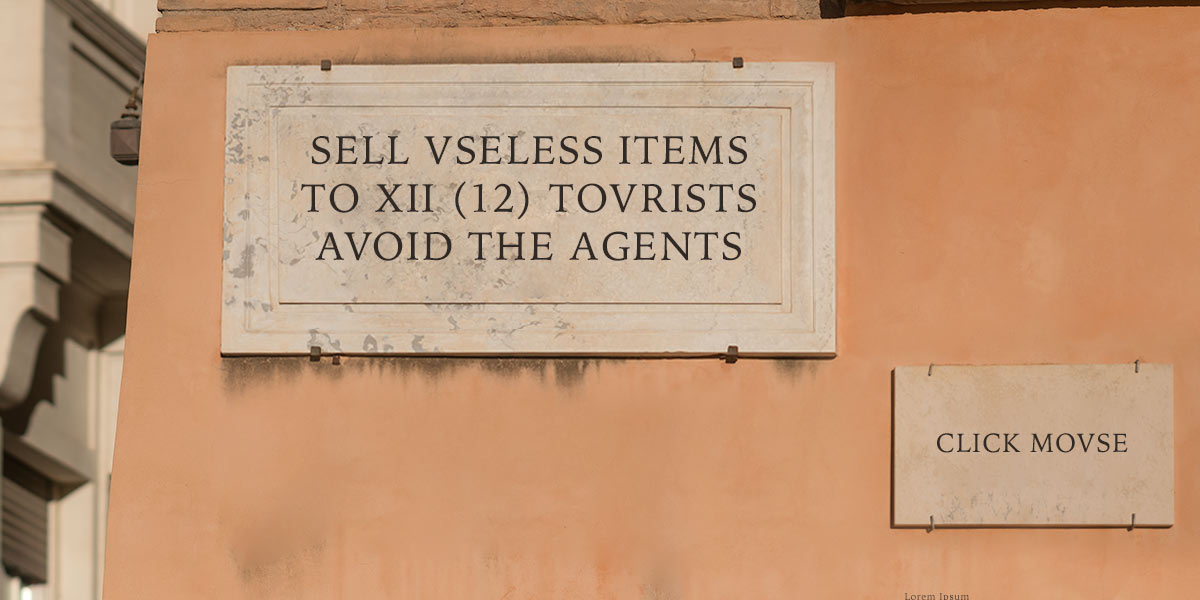 SELL VSELESS ITEMS
TO XII (12) TOVRISTS
AVOID THE AGENTS
CLICK MOVSE
Lorem Ipsum